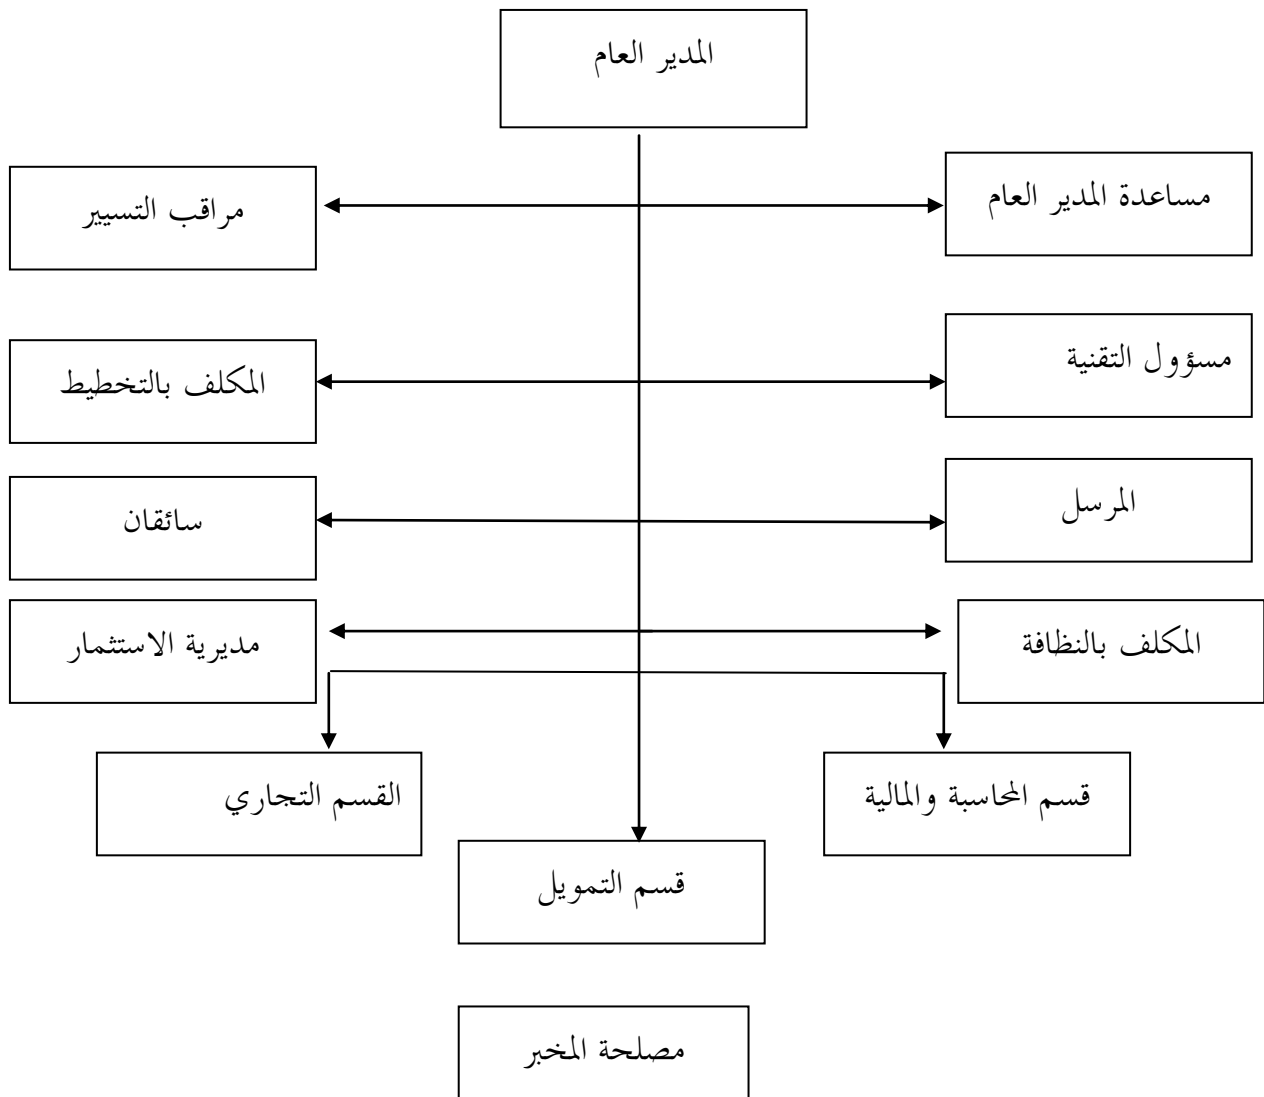 المدير العام
مساعدة المدير العام
مراقب التسيير
مسؤول التقنية
المكلف بالتخطيط
المرسل
سائقان
المكلف بالنظافة
مديرية الاستثمار
قسم المحاسبة والمالية
القسم التجاري
قسم التمويل
مصلحة المخبر